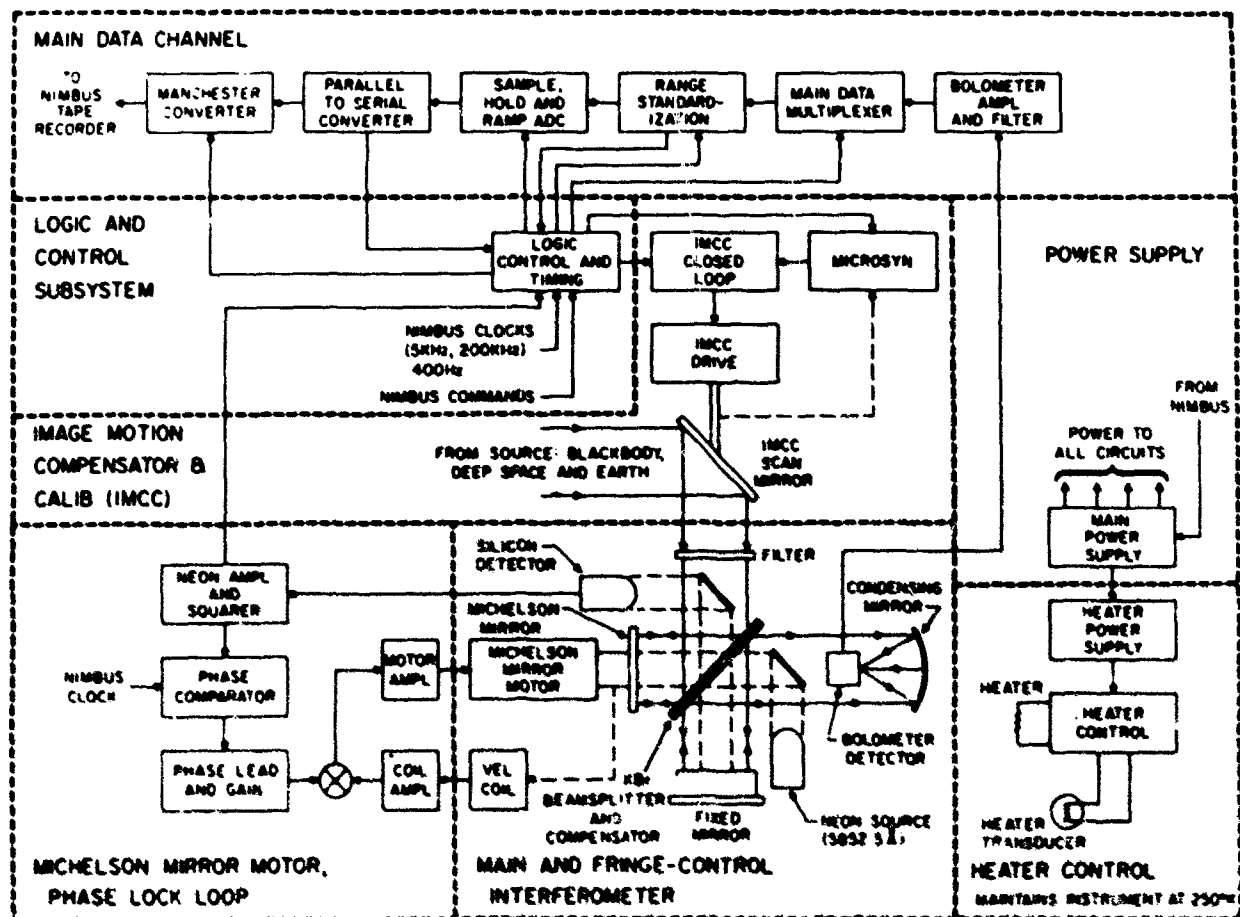 MAIN DATA CHANNEL
TO
NIMBUS
TAPE
RECORDER
MANCHESTER
CONVERTER
PARALLEL
TO SERIAL
CONVERTER
SAMPLE,
HOLD AND
RAMP ADC
RANGE
STANDARD-
IZATION
MAIN DATA
MULTIPLEXER
BOLOMETER
AMPL
AND FILTER
LOGIC AND
CONTROL
SUBSYSTEM
LOGIC
CONTROL AND
TIMING
IMCC
CLOSED
LOOP
MICROSYN
POWER SUPPLY
NIMBUS CLOCKS
(5KHz, 200KHz)
400Hz
NIMBUS COMMANDS
IMCC
DRIVE
FROM
NIMBUS
IMAGE MOTION
COMPENSATOR &
CALIB (IMCC)
FROM SOURCE: BLACKBODY,
DEEP SPACE AND EARTH
IMCC
SCAN
MIRROR
POWER TO
ALL CIRCUITS
MAIN
POWER
SUPPLY
SILICON
DETECTOR
FILTER
NEON AMPL
AND
SQUARER
MICHELSON
MIRROR
CONDENSING
MIRROR
HEATER
POWER
SUPPLY
NIMBUS
CLOCK
PHASE
COMPARATOR
MOTOR
AMPL
MICHELSON
MIRROR
MOTOR
HEATER
HEATER
CONTROL
PHASE LEAD
AND GAIN
COIL
AMPL
VEL
COIL
KBr
BEAMSPLITTER
AND
COMPENSATOR
FIXED
MIRROR
BOLOMETER
DETECTOR
NEON SOURCE
(5852.5Å)
HEATER
TRANSDUCER
MICHELSON MIRROR MOTOR,
PHASE LOCK LOOP
MAIN AND FRINGE-CONTROL
INTERFEROMETER
HEATER CONTROL
MAINTAINS INSTRUMENT AT 250°K